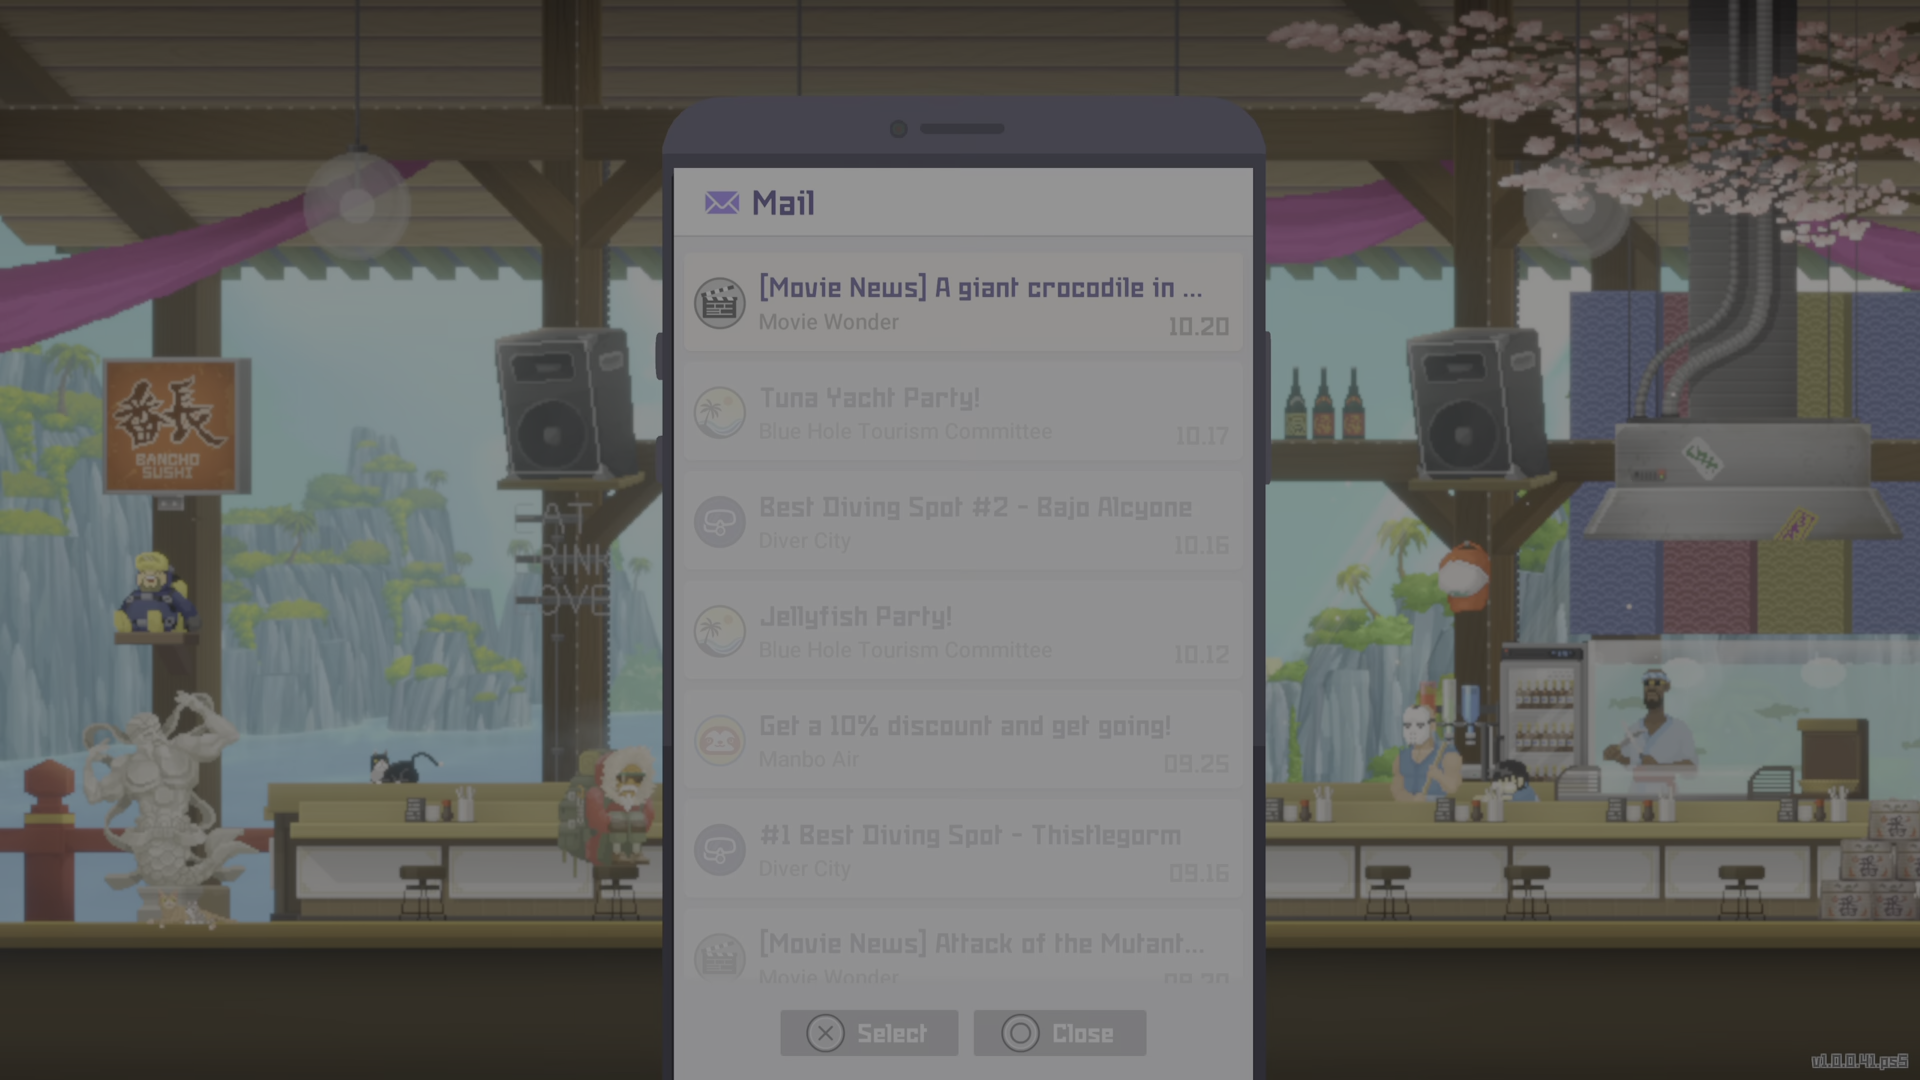 Mail
[Movie News] A giant crocodile in ...
Movie Wonder
10.20
Tuna Yacht Party!
Blue Hole Tourism Committee
10.17
Best Diving Spot #2 - Bajo Alcyone
Diver City
10.16
Jellyfish Party!
Blue Hole Tourism Committee
10.12
Get a 10% discount and get going!
Manbo Air
09.25
#1 Best Diving Spot - Thistlegorm
Diver City
09.16
[Movie News] Attack of the Mutant...
Movie Wonder
Select
Close
番長
BANCHO
SUSHI
EAT
DRINK
v1.0.0.41.ps5